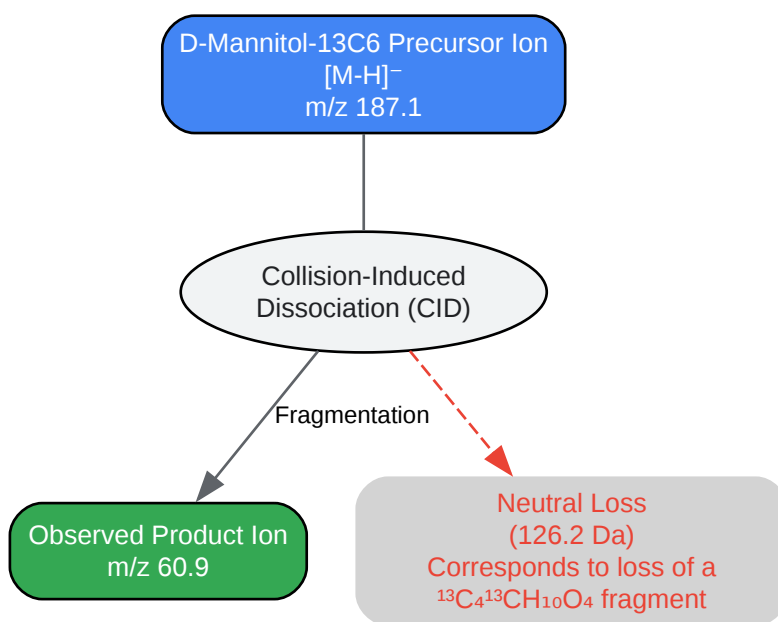 D-Mannitol-13C6 Precursor Ion
[M-H]⁻
m/z 187.1
Collision-Induced
Dissociation (CID)
Fragmentation
Observed Product Ion
m/z 60.9
Neutral Loss
(126.2 Da)
Corresponds to loss of a
¹³C₄¹³CH₁₀O₄ fragment